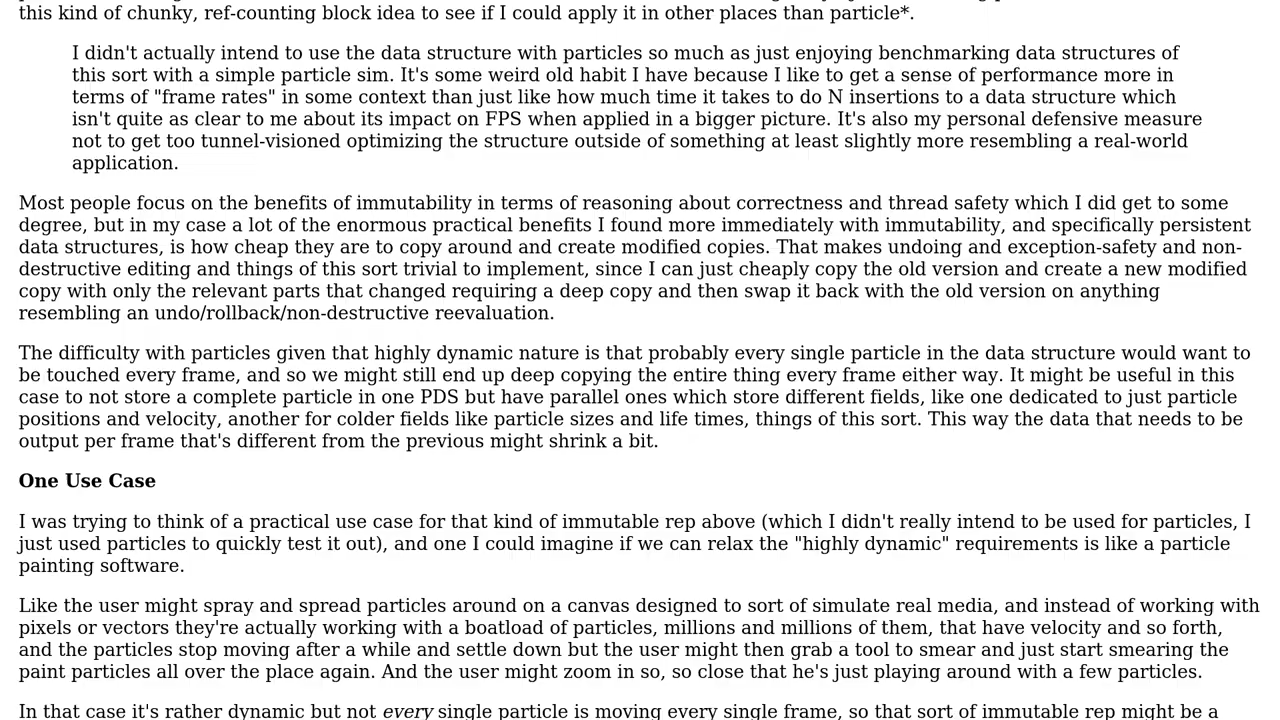 this kind of chunky, ref-counting block idea to see if I could apply it in other places than particle*.
I didn't actually intend to use the data structure with particles so much as just enjoying benchmarking data structures of
this sort with a simple particle sim. It's some weird old habit I have because I like to get a sense of performance more in
terms of "frame rates" in some context than just like how much time it takes to do N insertions to a data structure which
isn't quite as clear to me about its impact on FPS when applied in a bigger picture. It's also my personal defensive measure
not to get too tunnel-visioned optimizing the structure outside of something at least slightly more resembling a real-world
application.
Most people focus on the benefits of immutability in terms of reasoning about correctness and thread safety which I did get to some
degree, but in my case a lot of the enormous practical benefits I found more immediately with immutability, and specifically persistent
data structures, is how cheap they are to copy around and create modified copies. That makes undoing and exception-safety and non-
destructive editing and things of this sort trivial to implement, since I can just cheaply copy the old version and create a new modified
copy with only the relevant parts that changed requiring a deep copy and then swap it back with the old version on anything
resembling an undo/rollback/non-destructive reevaluation.
The difficulty with particles given that highly dynamic nature is that probably every single particle in the data structure would want to
be touched every frame, and so we might still end up deep copying the entire thing every frame either way. It might be useful in this
case to not store a complete particle in one PDS but have parallel ones which store different fields, like one dedicated to just particle
positions and velocity, another for colder fields like particle sizes and life times, things of this sort. This way the data that needs to be
output per frame that's different from the previous might shrink a bit.
One Use Case
I was trying to think of a practical use case for that kind of immutable rep above (which I didn't really intend to be used for particles, I
just used particles to quickly test it out), and one I could imagine if we can relax the "highly dynamic" requirements is like a particle
painting software.
Like the user might spray and spread particles around on a canvas designed to sort of simulate real media, and instead of working with
pixels or vectors they're actually working with a boatload of particles, millions and millions of them, that have velocity and so forth,
and the particles stop moving after a while and settle down but the user might then grab a tool to smear and just start smearing the
paint particles all over the place again. And the user might zoom in so, so close that he's just playing around with a few particles.
In that case it's rather dynamic but not every single particle is moving every single frame, so that sort of immutable rep might be a